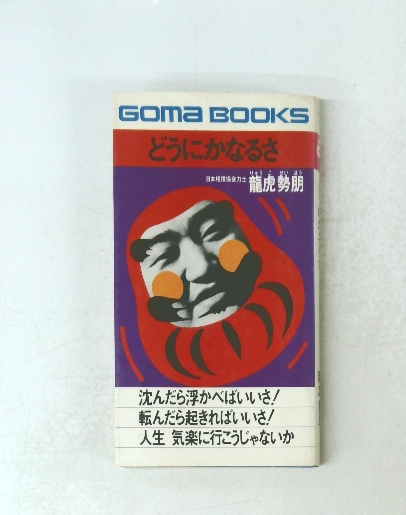 GOMA BOOKS
どうにかなるさ
りゅう こ せい ほう
日本相撲協会力士 龍虎勢朋
沈んだら浮かべばいいさ!
転んだら起きればいいさ!
人生 気楽に行こうじゃないか